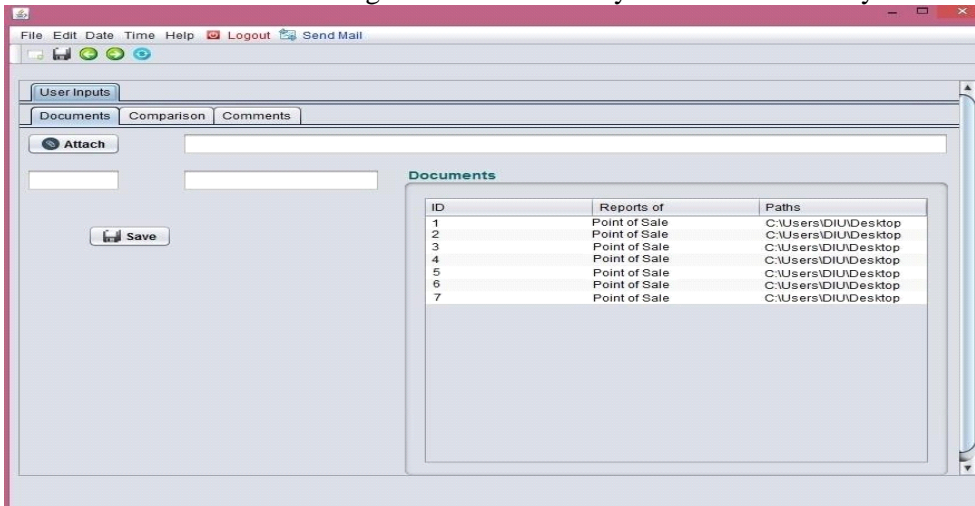 File Edit Date Time Help Logout Send Mail
User Inputs
Documents Comparison Comments
Attach
Documents
ID Reports of Paths
1 Point of Sale C:\Users\DIU\Desktop
2 Point of Sale C:\Users\DIU\Desktop
3 Point of Sale C:\Users\DIU\Desktop
4 Point of Sale C:\Users\DIU\Desktop
5 Point of Sale C:\Users\DIU\Desktop
6 Point of Sale C:\Users\DIU\Desktop
7 Point of Sale C:\Users\DIU\Desktop
Save